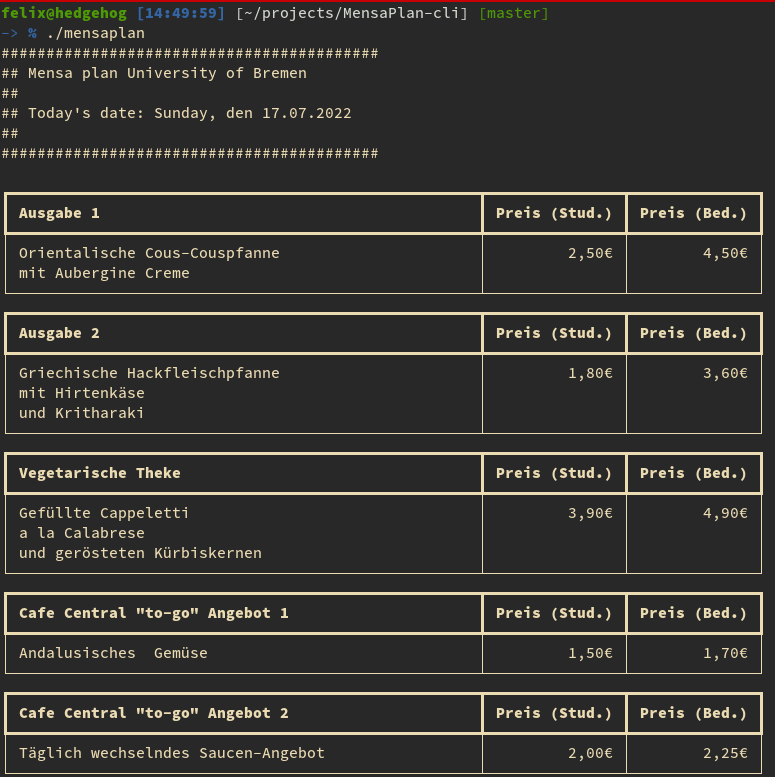 felix@hedgehog [14:49:59] [~/projects/MensaPlan-cli] [master]
-> % ./mensaplan
##########################################
## Mensa plan University of Bremen
##
## Today's date: Sunday, den 17.07.2022
##
##########################################
Ausgabe 1 Preis (Stud.) Preis (Bed.)
Orientalische Cous-Couspfanne 2,50€ 4,50€
mit Aubergine Creme
Ausgabe 2 Preis (Stud.) Preis (Bed.)
Griechische Hackfleischpfanne 1,80€ 3,60€
mit Hirtenkäse
und Kritharaki
Vegetarische Theke Preis (Stud.) Preis (Bed.)
Gefüllte Cappeletti 3,90€ 4,90€
a la Calabrese
und gerösteten Kürbiskernen
Cafe Central "to-go" Angebot 1 Preis (Stud.) Preis (Bed.)
Andalusisches  Gemüse 1,50€ 1,70€
Cafe Central "to-go" Angebot 2 Preis (Stud.) Preis (Bed.)
Täglich wechselndes Saucen-Angebot 2,00€ 2,25€